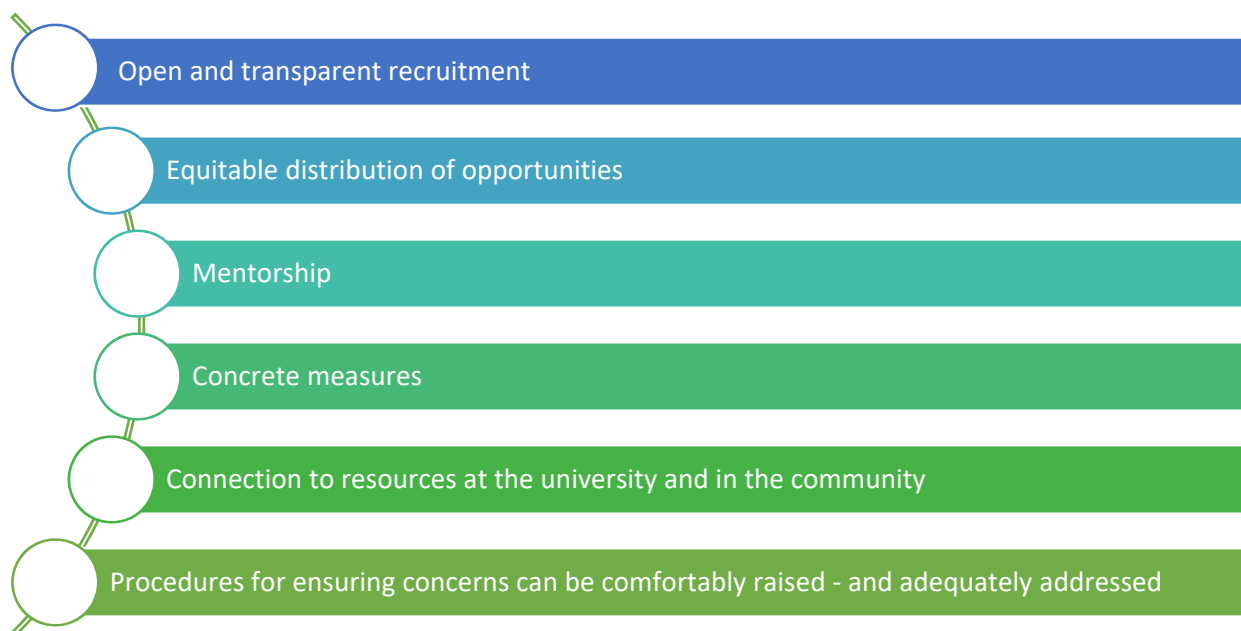 Open and transparent recruitment
Equitable distribution of opportunities
Mentorship
Concrete measures
Connection to resources at the university and in the community
Procedures for ensuring concerns can be comfortably raised - and adequately addressed